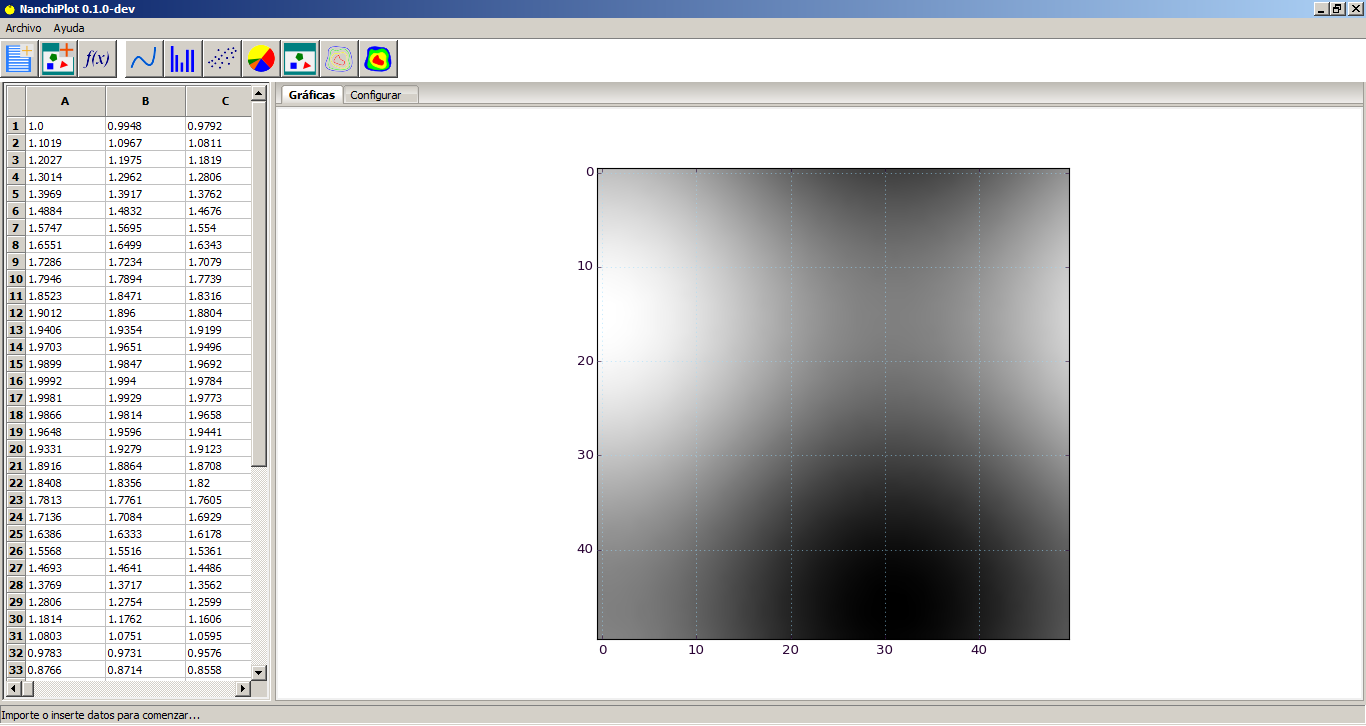 NanchiPlot 0.1.0-dev
Archivo Ayuda
f(x)
Gráficas Configurar
A B C
1 1.0 0.9948 0.9792
2 1.1019 1.0967 1.0811
3 1.2027 1.1975 1.1819
4 1.3014 1.2962 1.2806
5 1.3969 1.3917 1.3762
6 1.4884 1.4832 1.4676
7 1.5747 1.5695 1.554
8 1.6551 1.6499 1.6343
9 1.7286 1.7234 1.7079
10 1.7946 1.7894 1.7739
11 1.8523 1.8471 1.8316
12 1.9012 1.896 1.8804
13 1.9406 1.9354 1.9199
14 1.9703 1.9651 1.9496
15 1.9899 1.9847 1.9692
16 1.9992 1.994 1.9784
17 1.9981 1.9929 1.9773
18 1.9866 1.9814 1.9658
19 1.9648 1.9596 1.9441
20 1.9331 1.9279 1.9123
21 1.8916 1.8864 1.8708
22 1.8408 1.8356 1.82
23 1.7813 1.7761 1.7605
24 1.7136 1.7084 1.6929
25 1.6386 1.6333 1.6178
26 1.5568 1.5516 1.5361
27 1.4693 1.4641 1.4486
28 1.3769 1.3717 1.3562
29 1.2806 1.2754 1.2599
30 1.1814 1.1762 1.1606
31 1.0803 1.0751 1.0595
32 0.9783 0.9731 0.9576
33 0.8766 0.8714 0.8558
0
10
20
30
40
0 10 20 30 40
Importe o inserte datos para comenzar...